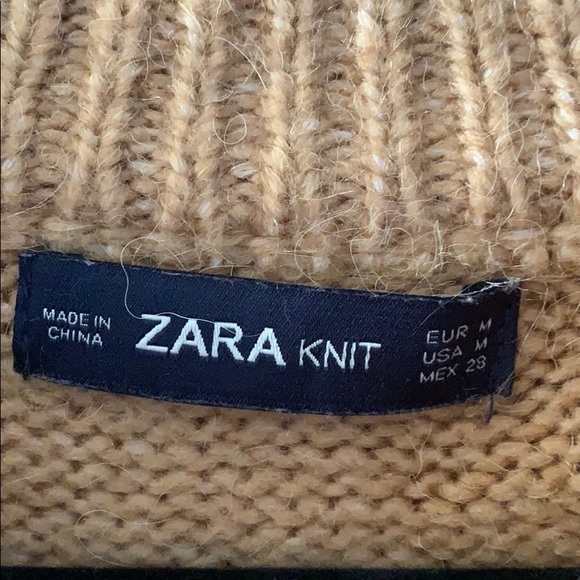 MADE IN
CHINA
ZARA KNIT
EUR M
USA M
MEX 28